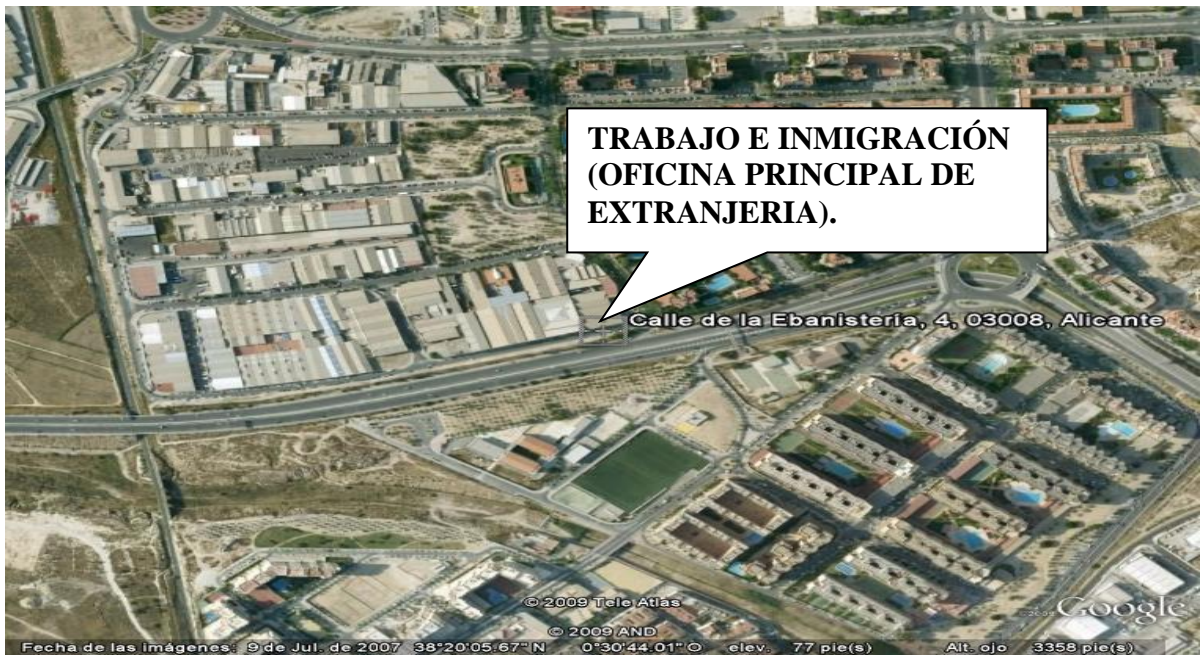 TRABAJO E INMIGRACIÓN
(OFICINA PRINCIPAL DE
EXTRANJERIA).
Calle de la Ebanistería, 4, 03008, Alicante
© 2009 Tele Atlas
© 2009 AND
Google
Fecha de las imágenes: 9 de Jul. de 2007 38°20'05.67" N 0°30'44.01" O elev. 77 pie(s) Alt. ojo 3358 pie(s)